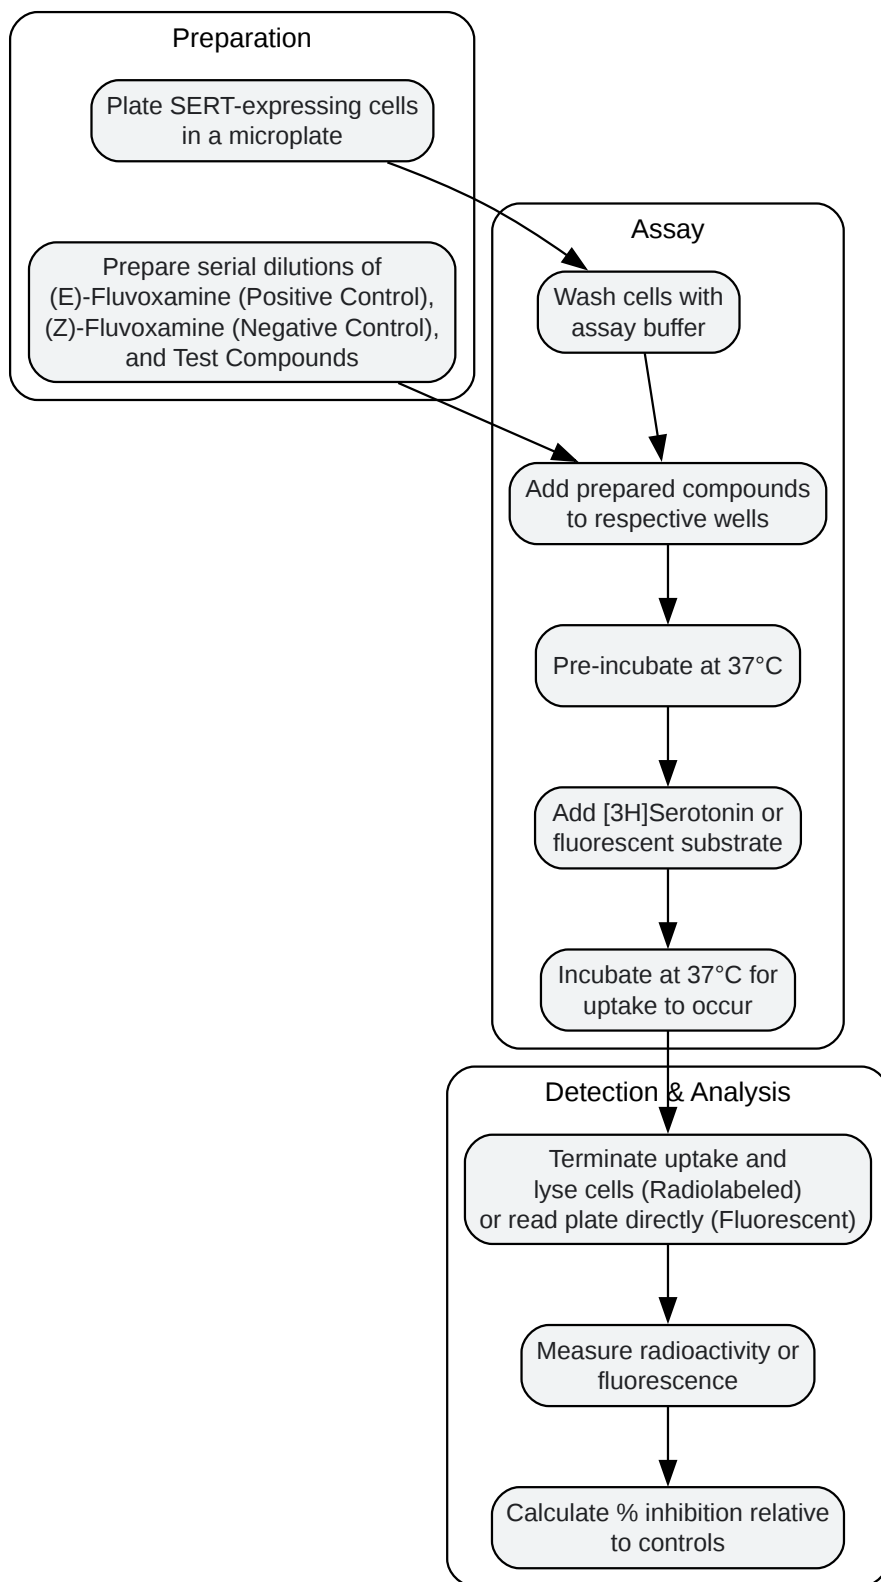 Preparation
Plate SERT-expressing cells
in a microplate
Prepare serial dilutions of
(E)-Fluvoxamine (Positive Control),
(Z)-Fluvoxamine (Negative Control),
and Test Compounds
Assay
Wash cells with
assay buffer
Add prepared compounds
to respective wells
Pre-incubate at 37°C
Add [3H]Serotonin or
fluorescent substrate
Incubate at 37°C for
uptake to occur
Detection & Analysis
Terminate uptake and
lyse cells (Radiolabeled)
or read plate directly (Fluorescent)
Measure radioactivity or
fluorescence
Calculate % inhibition relative
to controls